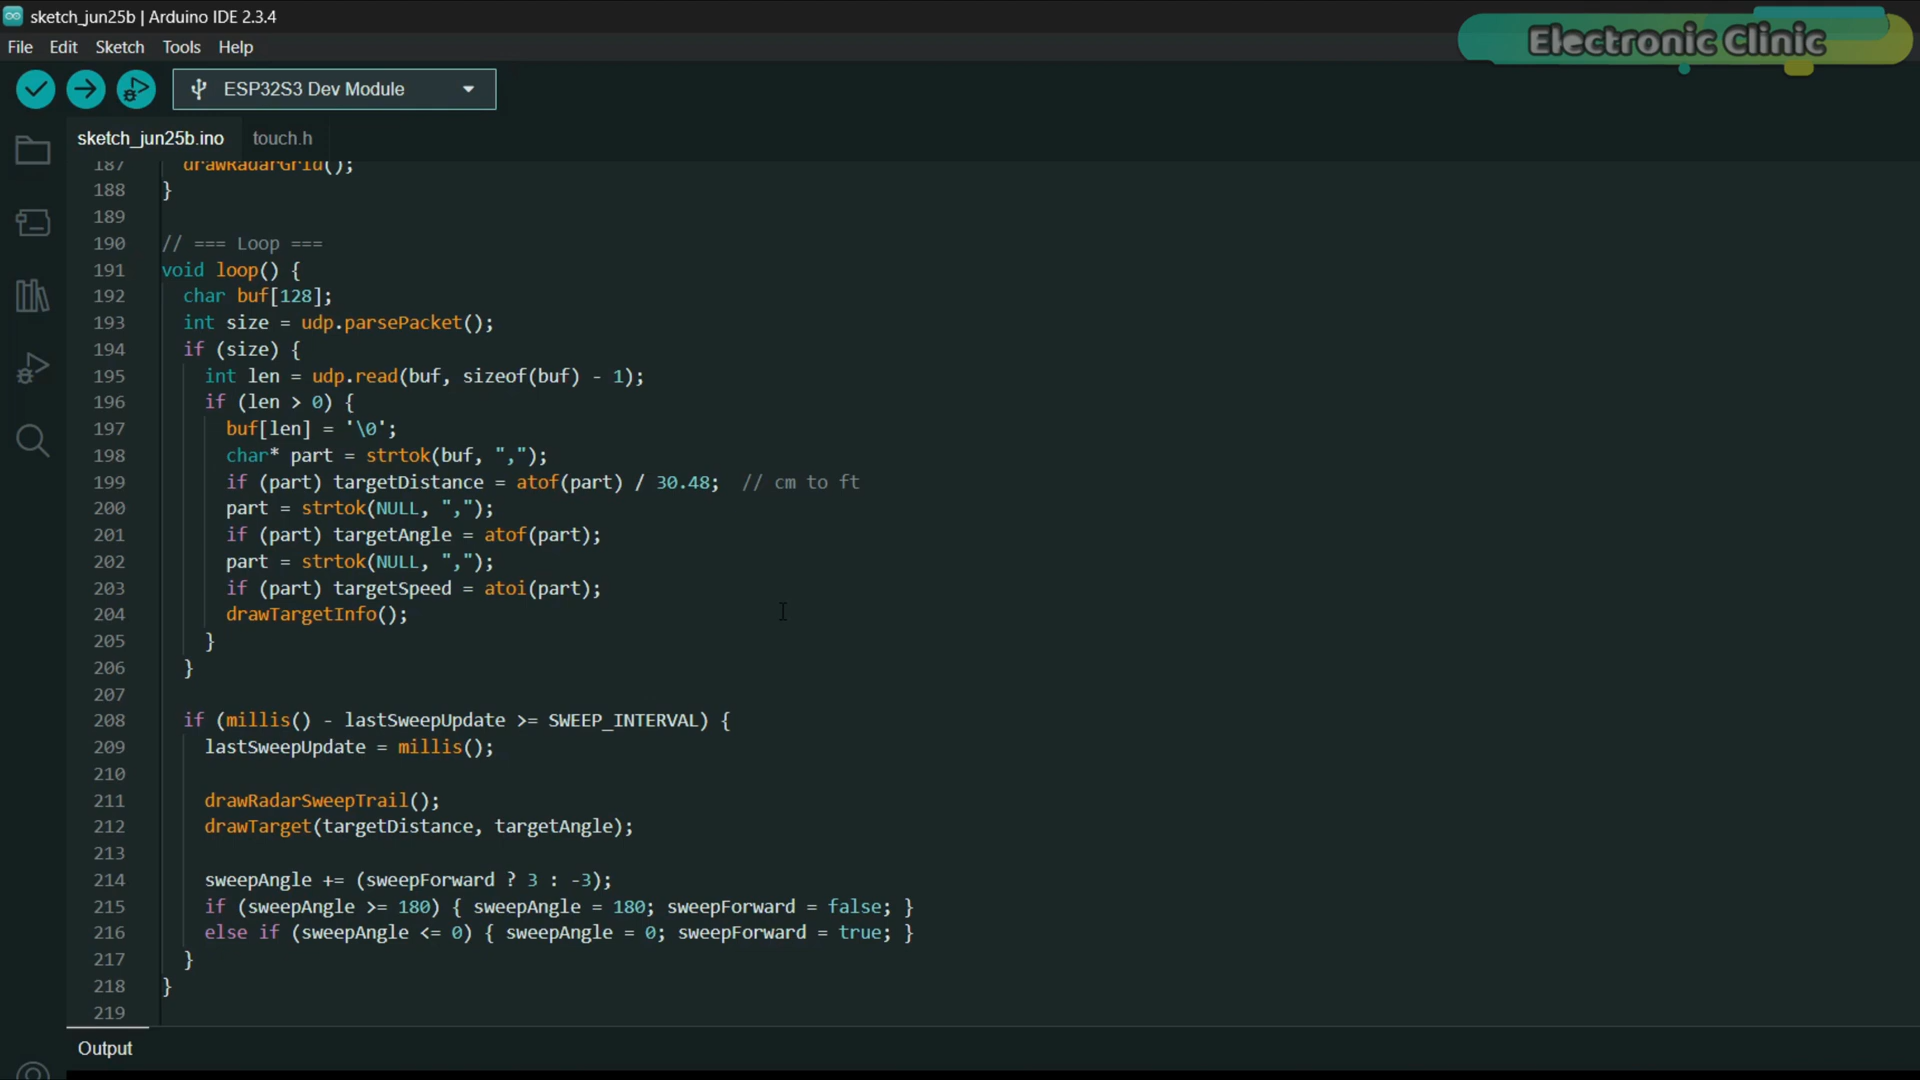 sketch_jun25b | Arduino IDE 2.3.4
File Edit Sketch Tools Help
Electronic Clinic
ESP32S3 Dev Module
sketch_jun25b.ino touch.h
187 drawRadarGrid();
188 }
189
190 // === Loop ===
191 void loop() {
192 char buf[128];
193 int size = udp.parsePacket();
194 if (size) {
195 int len = udp.read(buf, sizeof(buf) - 1);
196 if (len > 0) {
197 buf[len] = '\0';
198 char* part = strtok(buf, ",");
199 if (part) targetDistance = atof(part) / 30.48; // cm to ft
200 part = strtok(NULL, ",");
201 if (part) targetAngle = atof(part);
202 part = strtok(NULL, ",");
203 if (part) targetSpeed = atoi(part);
204 drawTargetInfo();
205 }
206 }
207
208 if (millis() - lastSweepUpdate >= SWEEP_INTERVAL) {
209 lastSweepUpdate = millis();
210
211 drawRadarSweepTrail();
212 drawTarget(targetDistance, targetAngle);
213
214 sweepAngle += (sweepForward ? 3 : -3);
215 if (sweepAngle >= 180) { sweepAngle = 180; sweepForward = false; }
216 else if (sweepAngle <= 0) { sweepAngle = 0; sweepForward = true; }
217 }
218 }
219
Output